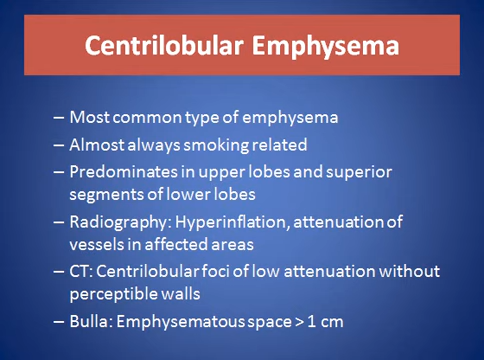 Centrilobular Emphysema
– Most common type of emphysema
– Almost always smoking related
– Predominates in upper lobes and superior
segments of lower lobes
– Radiography: Hyperinflation, attenuation of
vessels in affected areas
– CT: Centrilobular foci of low attenuation without
perceptible walls
– Bulla: Emphysematous space > 1 cm